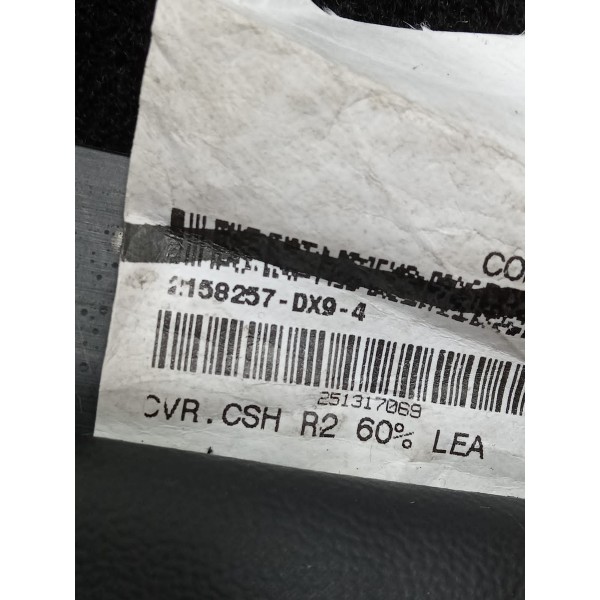 CO
2158257-DX9-4
251317069
CVR.CSH R2 60% LEA